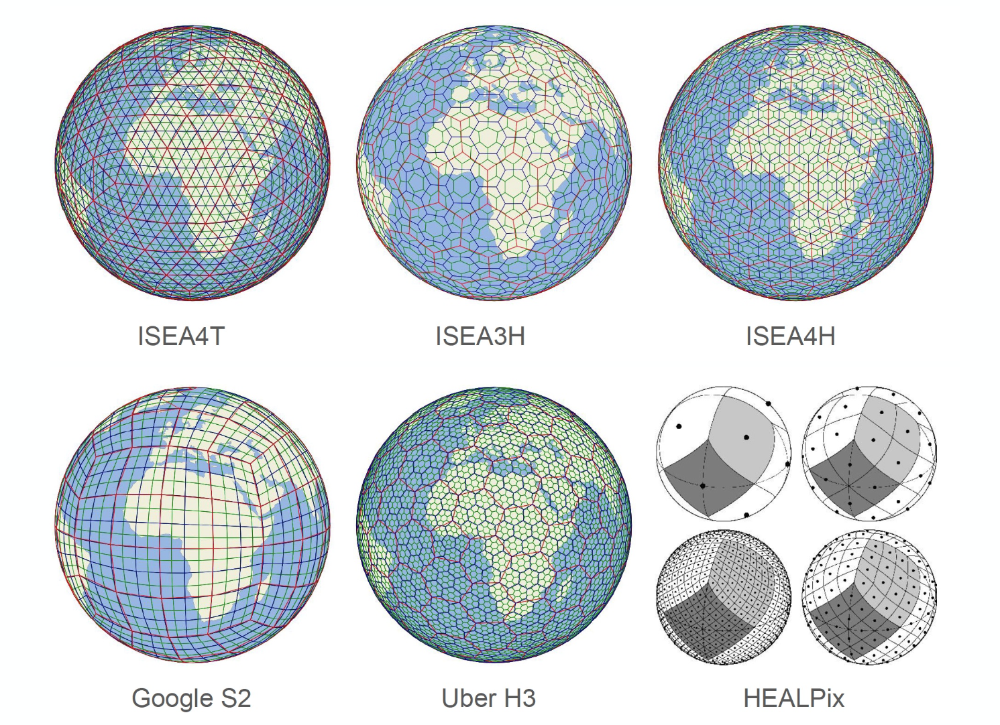 ISEA4T
ISEA3H
ISEA4H
Google S2
Uber H3
HEALPix